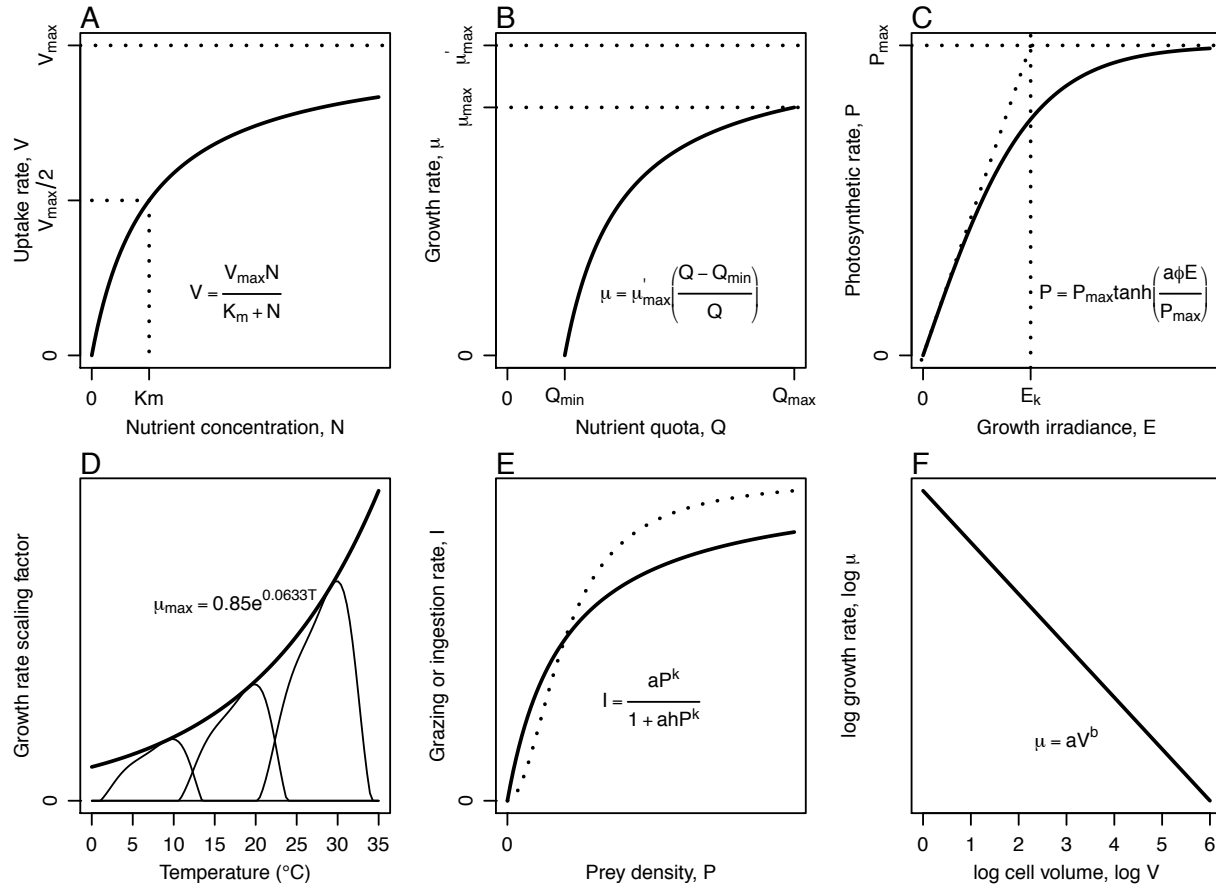 A
Uptake rate, V
V_max
V_max/2
0
V = V_max N / (K_m + N)
0 Km
Nutrient concentration, N
B
Growth rate, μ
μ'_max
μ_max
0
μ = μ'_max ((Q − Q_min) / Q)
0 Q_min Q_max
Nutrient quota, Q
C
Photosynthetic rate, P
P_max
0
P = P_max tanh(aϕE / P_max)
0 E_k
Growth irradiance, E
D
Growth rate scaling factor
0
μ_max = 0.85e^0.0633T
0 5 10 15 20 25 30 35
Temperature (°C)
E
Grazing or ingestion rate, I
0
I = aP^k / (1 + ahP^k)
0
Prey density, P
F
log growth rate, log μ
μ = aV^b
0 1 2 3 4 5 6
log cell volume, log V